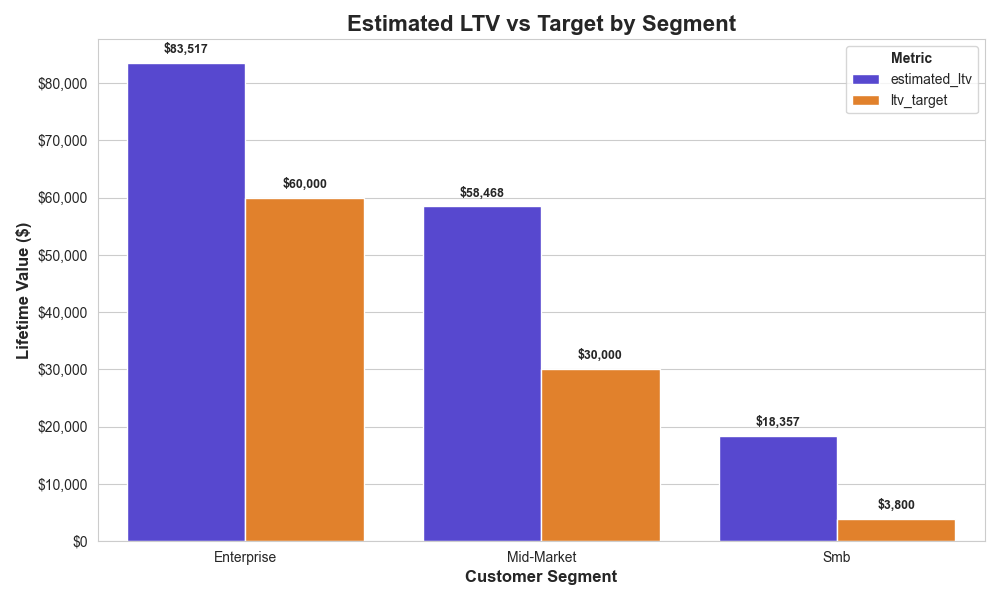 Estimated LTV vs Target by Segment
Metric
estimated_ltv
ltv_target
Lifetime Value ($)
$80,000
$70,000
$60,000
$50,000
$40,000
$30,000
$20,000
$10,000
$0
$83,517
$60,000
$58,468
$30,000
$18,357
$3,800
Enterprise
Mid-Market
Smb
Customer Segment